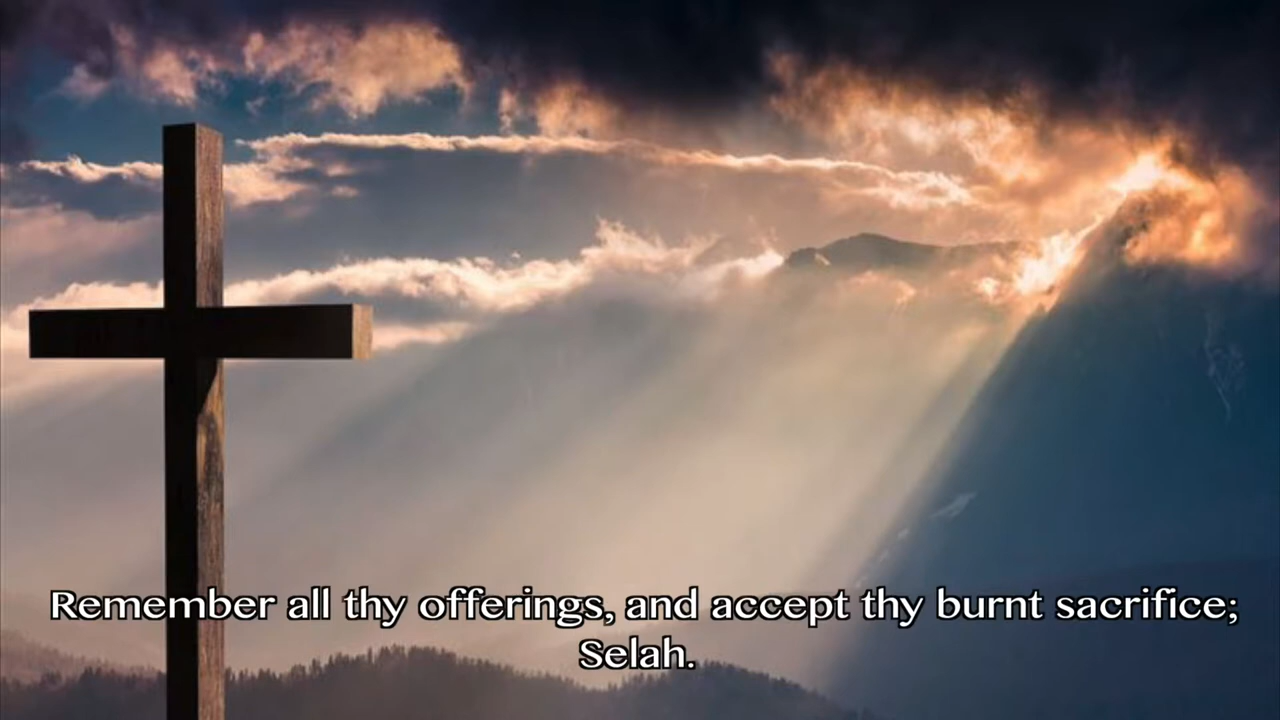 Remember all thy offerings, and accept thy burnt sacrifice;
Selah.